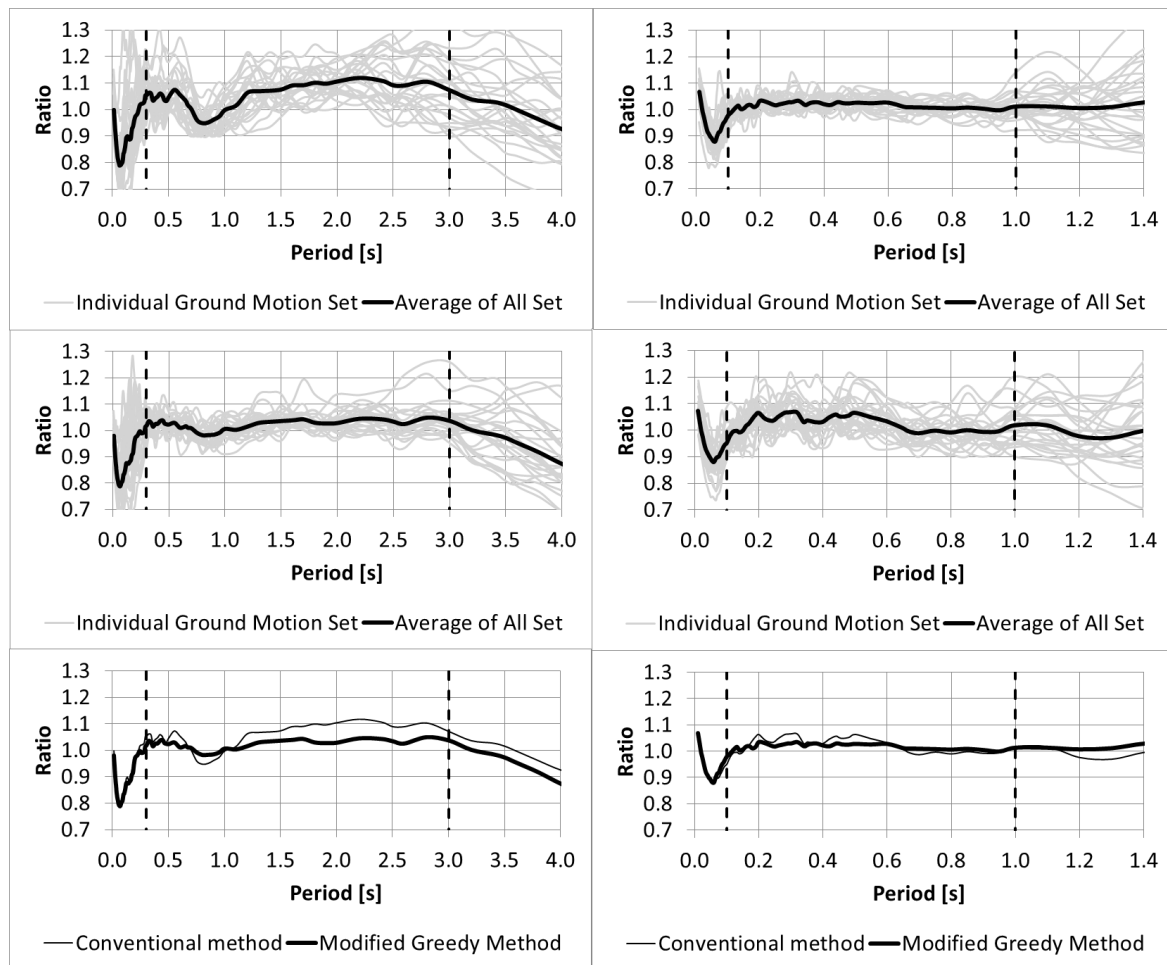 1.3
1.2
1.1
1.0
0.9
0.8
0.7
Ratio
0.0 0.5 1.0 1.5 2.0 2.5 3.0 3.5 4.0
Period [s]
Individual Ground Motion Set Average of All Set
1.3
1.2
1.1
1.0
0.9
0.8
0.7
Ratio
0.0 0.2 0.4 0.6 0.8 1.0 1.2 1.4
Period [s]
Individual Ground Motion Set Average of All Set
1.3
1.2
1.1
1.0
0.9
0.8
0.7
Ratio
0.0 0.5 1.0 1.5 2.0 2.5 3.0 3.5 4.0
Period [s]
Individual Ground Motion Set Average of All Set
1.3
1.2
1.1
1.0
0.9
0.8
0.7
Ratio
0.0 0.2 0.4 0.6 0.8 1.0 1.2 1.4
Period [s]
Individual Ground Motion Set Average of All Set
1.3
1.2
1.1
1.0
0.9
0.8
0.7
Ratio
0.0 0.5 1.0 1.5 2.0 2.5 3.0 3.5 4.0
Period [s]
Conventional method Modified Greedy Method
1.3
1.2
1.1
1.0
0.9
0.8
0.7
Ratio
0.0 0.2 0.4 0.6 0.8 1.0 1.2 1.4
Period [s]
Conventional method Modified Greedy Method